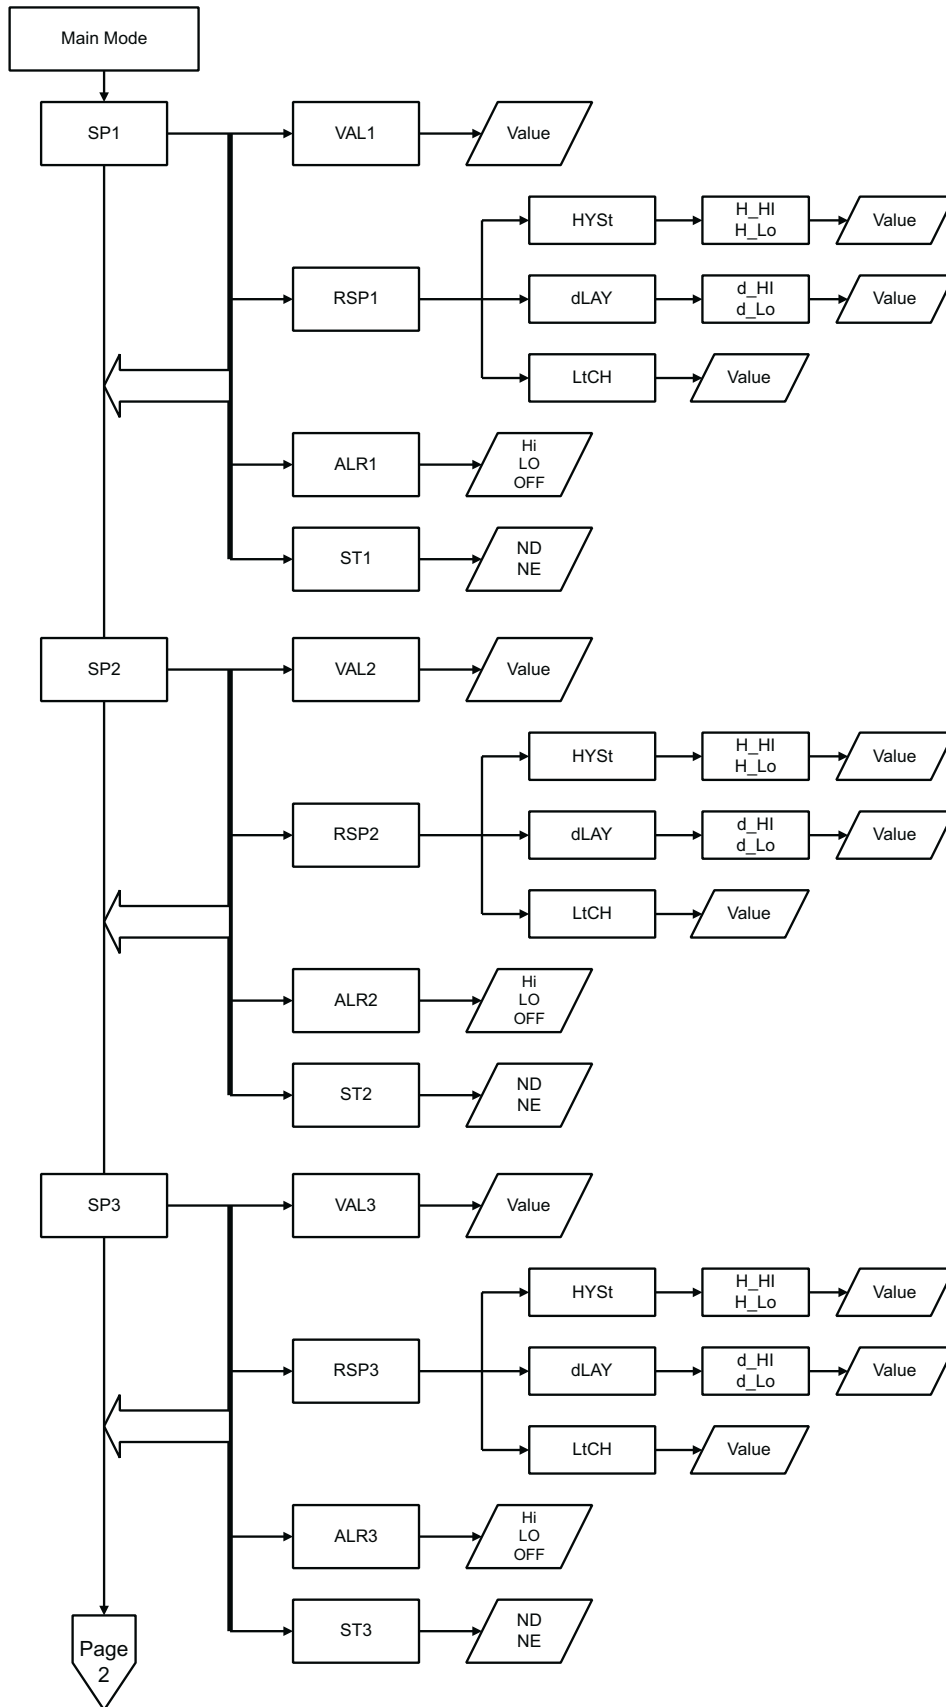 Main Mode
SP1
VAL1
Value
RSP1
HYSt
H_HI
H_Lo
Value
dLAY
d_HI
d_Lo
Value
LtCH
Value
ALR1
Hi
LO
OFF
ST1
ND
NE
SP2
VAL2
Value
RSP2
HYSt
H_HI
H_Lo
Value
dLAY
d_HI
d_Lo
Value
LtCH
Value
ALR2
Hi
LO
OFF
ST2
ND
NE
SP3
VAL3
Value
RSP3
HYSt
H_HI
H_Lo
Value
dLAY
d_HI
d_Lo
Value
LtCH
Value
ALR3
Hi
LO
OFF
ST3
ND
NE
Page
2